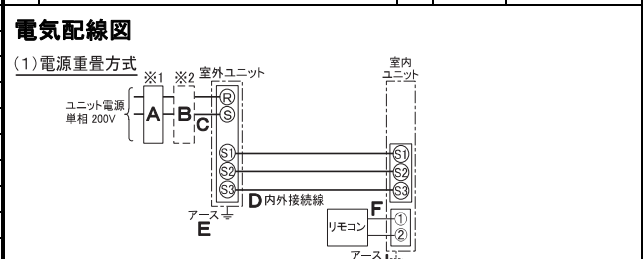 電気配線図
(1)電源重畳方式
※1 ※2 室外ユニット
室内
ユニット
ユニット電源
単相 200V
A
B
C
R
S
S1
S2
S3
S1
S2
S3
D 内外接続線
アース
E
F
リモコン
①
②
アース